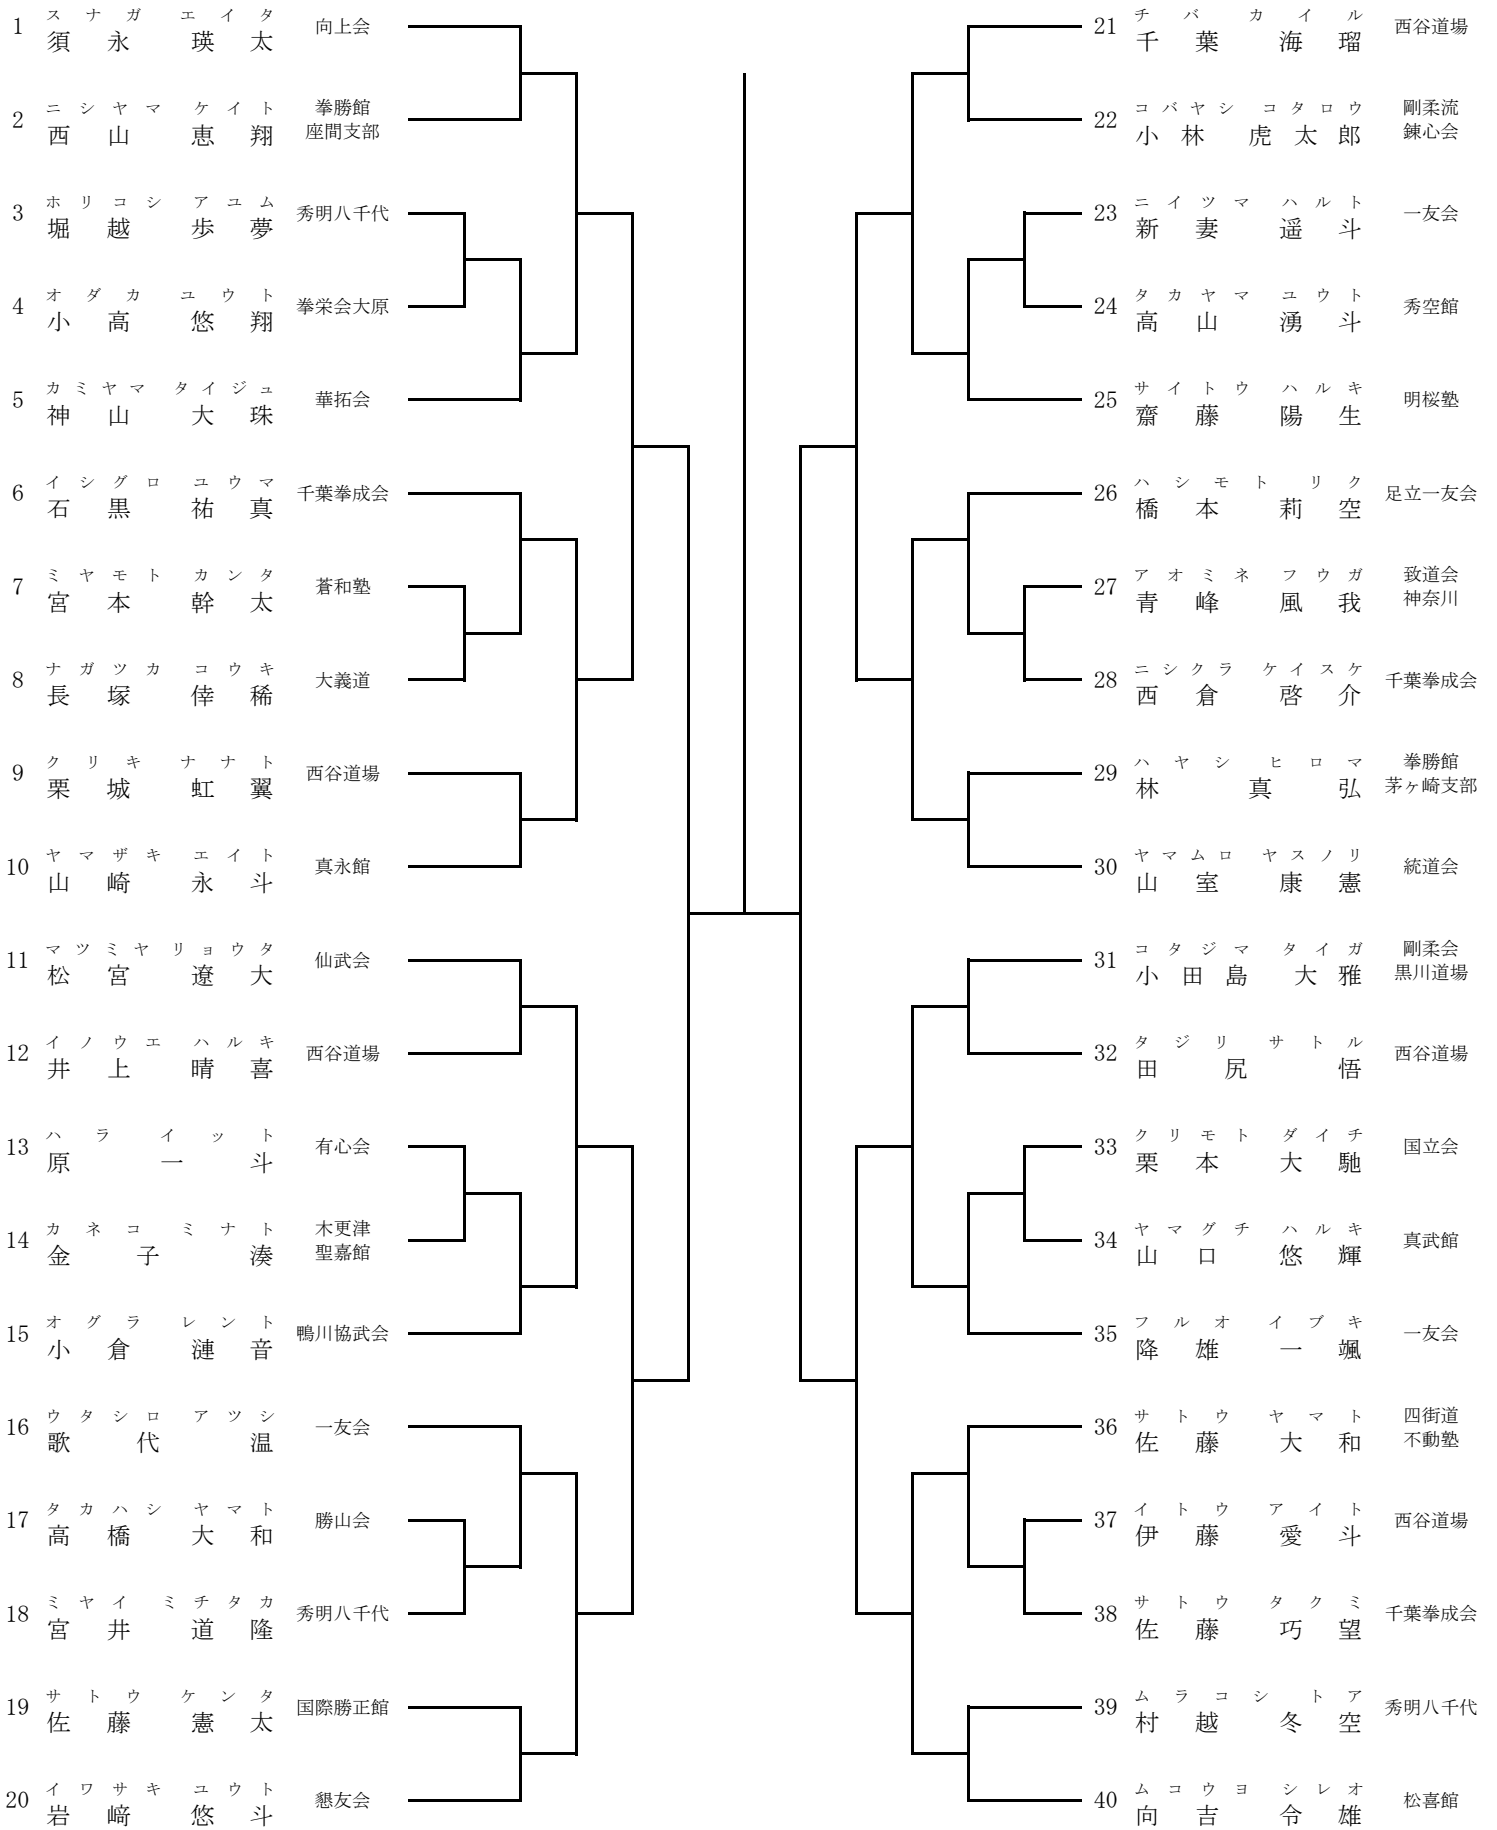 スナガ エイタ
1 須永 瑛太 向上会
ニシヤマ ケイト 拳勝館
2 西山 恵翔 座間支部
ホリコシ アユム
3 堀越 歩夢 秀明八千代
オダカ ユウト
4 小高 悠翔 拳栄会大原
カミヤマ タイジュ
5 神山 大珠 華拓会
イシグロ ユウマ
6 石黒 祐真 千葉拳成会
ミヤモト カンタ
7 宮本 幹太 蒼和塾
ナガツカ コウキ
8 長塚 倖稀 大義道
クリキ ナナト
9 栗城 虹翼 西谷道場
ヤマザキ エイト
10 山崎 永斗 真永館
マツミヤ リョウタ
11 松宮 遼大 仙武会
イノウエ ハルキ
12 井上 晴喜 西谷道場
ハラ イット
13 原 一斗 有心会
カネコ ミナト 木更津
14 金子 湊 聖嘉館
オグラ レント
15 小倉 漣音 鴨川協武会
ウタシロ アツシ
16 歌代 温 一友会
タカハシ ヤマト
17 高橋 大和 勝山会
ミヤイ ミチタカ
18 宮井 道隆 秀明八千代
サトウ ケンタ
19 佐藤 憲太 国際勝正館
イワサキ ユウト
20 岩﨑 悠斗 懇友会
チバ カイル
21 千葉 海瑠 西谷道場
コバヤシ コタロウ 剛柔流
22 小林 虎太郎 錬心会
ニイツマ ハルト
23 新妻 遥斗 一友会
タカヤマ ユウト
24 高山 湧斗 秀空館
サイトウ ハルキ
25 齋藤 陽生 明桜塾
ハシモト リク
26 橋本 莉空 足立一友会
アオミネ フウガ 致道会
27 青峰 風我 神奈川
ニシクラ ケイスケ
28 西倉 啓介 千葉拳成会
ハヤシ ヒロマ 拳勝館
29 林 真弘 茅ヶ崎支部
ヤマムロ ヤスノリ
30 山室 康憲 統道会
コタジマ タイガ 剛柔会
31 小田島 大雅 黒川道場
タジリ サトル
32 田尻 悟 西谷道場
クリモト ダイチ
33 栗本 大馳 国立会
ヤマグチ ハルキ
34 山口 悠輝 真武館
フルオ イブキ
35 降雄 一颯 一友会
サトウ ヤマト 四街道
36 佐藤 大和 不動塾
イトウ アイト
37 伊藤 愛斗 西谷道場
サトウ タクミ
38 佐藤 巧望 千葉拳成会
ムラコシ トア
39 村越 冬空 秀明八千代
ムコウヨシ レオ
40 向吉 令雄 松喜館